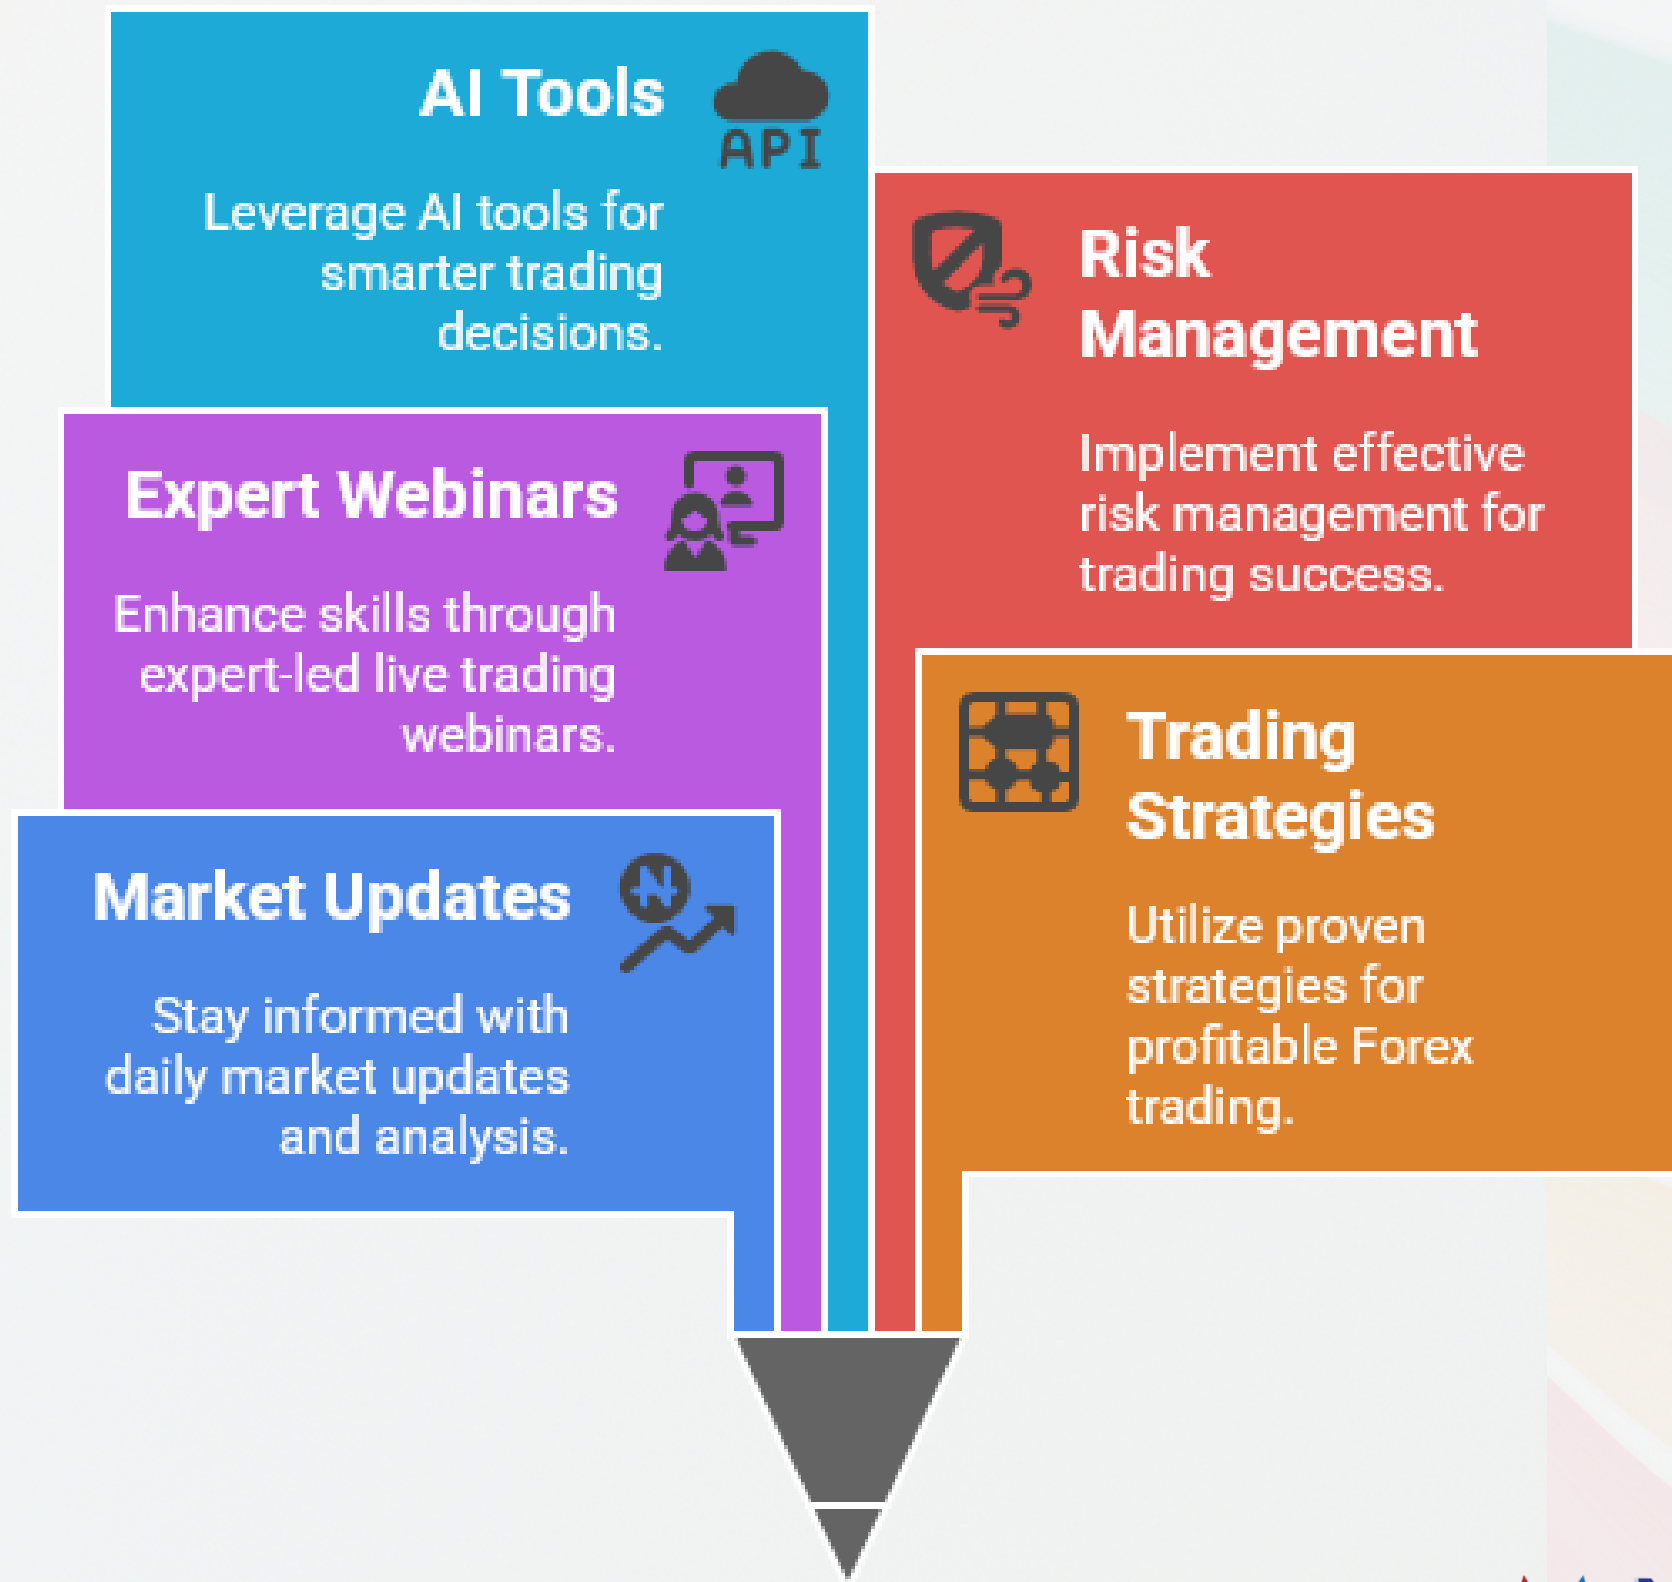 AI Tools
API
Leverage AI tools for
smarter trading
decisions.
Risk
Management
Implement effective
risk management for
trading success.
Expert Webinars
Enhance skills through
expert-led live trading
webinars.
Trading
Strategies
Utilize proven
strategies for
profitable Forex
trading.
Market Updates
Stay informed with
daily market updates
and analysis.